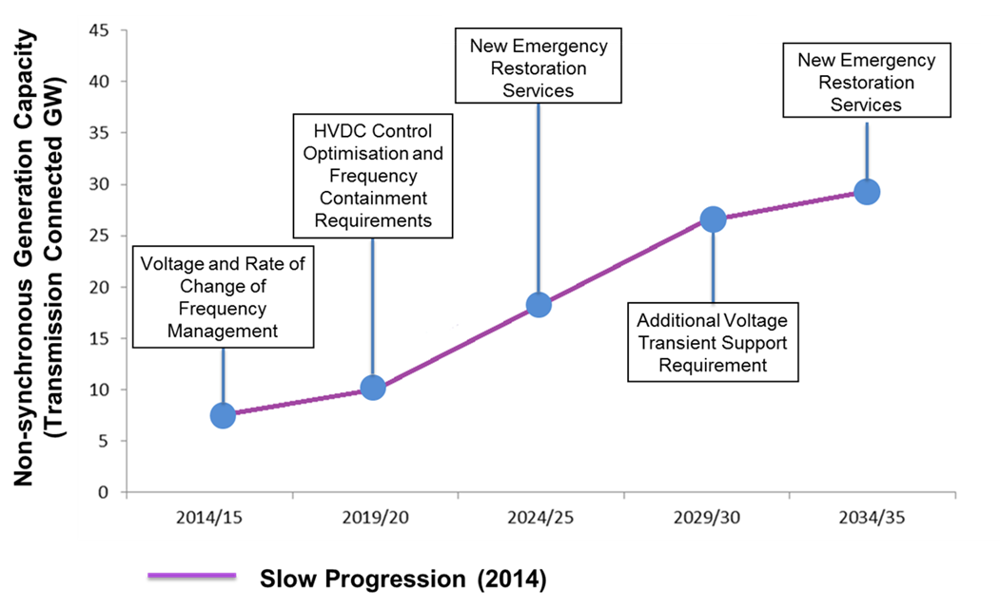 Non-synchronous Generation Capacity
(Transmission Connected GW)
45
40
35
30
25
20
15
10
5
0
Voltage and Rate of
Change of
Frequency
Management
HVDC Control
Optimisation and
Frequency
Containment
Requirements
New Emergency
Restoration
Services
Additional Voltage
Transient Support
Requirement
New Emergency
Restoration
Services
2014/15
2019/20
2024/25
2029/30
2034/35
Slow Progression (2014)